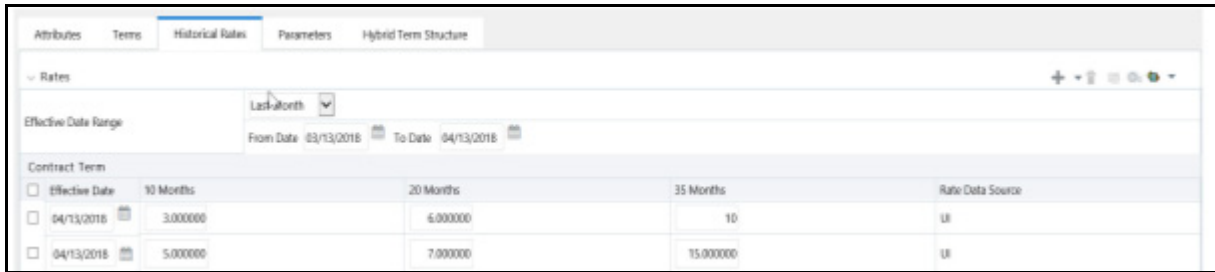 Attributes Terms Historical Rates Parameters Hybrid Term Structure
Rates
Last Month
Effective Date Range
From Date 03/13/2018 To Date 04/13/2018
Contract Term
Effective Date 10 Months 20 Months 35 Months Rate Data Source
04/13/2018 3.000000 6.000000 10 UI
04/13/2018 5.000000 7.000000 15.000000 UI